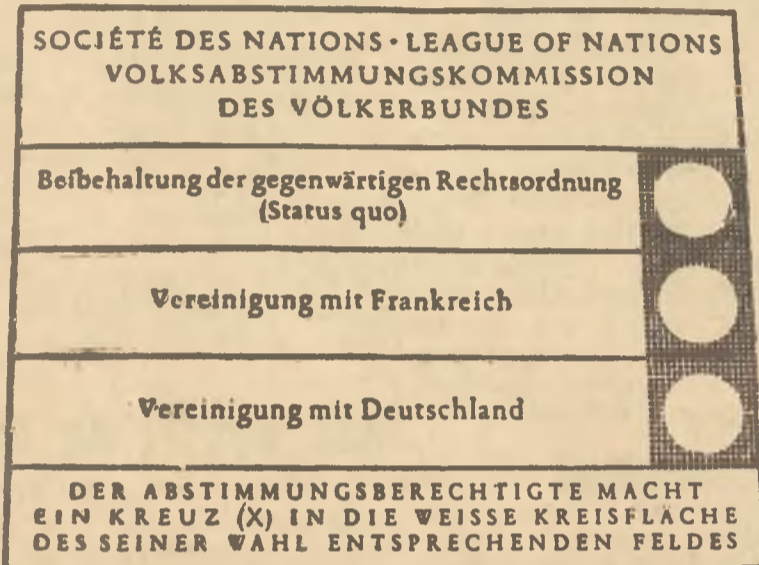 SOCIÉTÉ DES NATIONS · LEAGUE OF NATIONS
VOLKSABSTIMMUNGSKOMMISSION
DES VÖLKERBUNDES
Beibehaltung der gegenwärtigen Rechtsordnung
(Status quo)
Vereinigung mit Frankreich
Vereinigung mit Deutschland
DER ABSTIMMUNGSBERECHTIGTE MACHT
EIN KREUZ (X) IN DIE WEISSE KREISFLÄCHE
DES SEINER WAHL ENTSPRECHENDEN FELDES